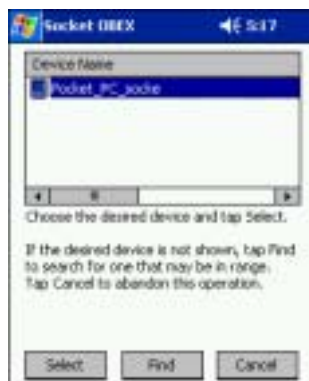 Socket OBEX 5:17
Device Name
Pocket_PC_socke
Choose the desired device and tap Select.
If the desired device is not shown, tap Find
to search for one that may be in range.
Tap Cancel to abandon this operation.
Select Find Cancel